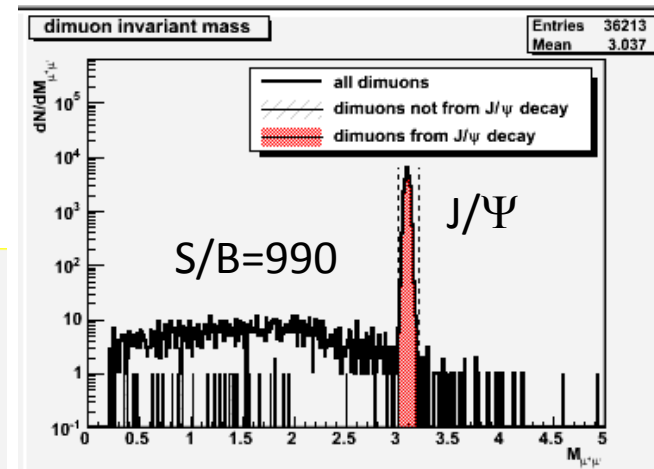 dimuon invariant mass
Entries 36213
Mean 3.037
dN/dM μ⁺μ⁻
all dimuons
dimuons not from J/ψ decay
dimuons from J/ψ decay
J/Ψ
S/B=990
10⁵
10⁴
10³
10²
10
1
10⁻¹
0 0.5 1 1.5 2 2.5 3 3.5 4 4.5 5
M μ⁺μ⁻